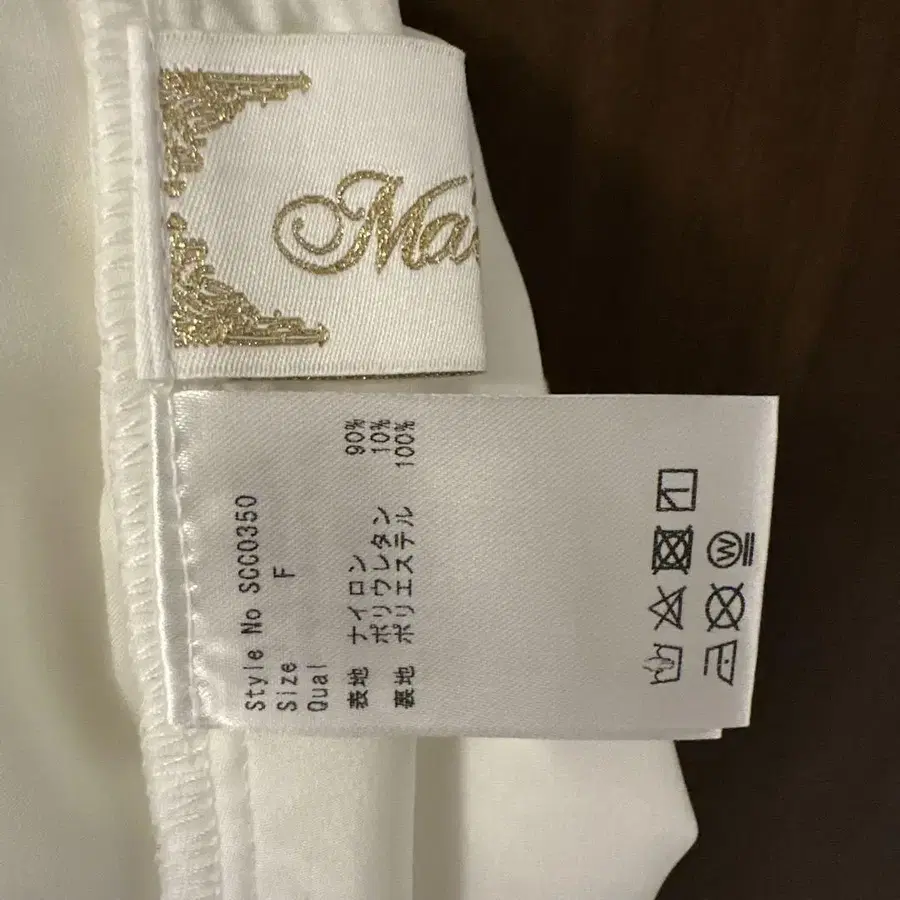 Mai
Style No SCC0350
Size F
Qual
表地 ナイロン 90%
ポリウレタン 10%
裏地 ポリエステル 100%
W